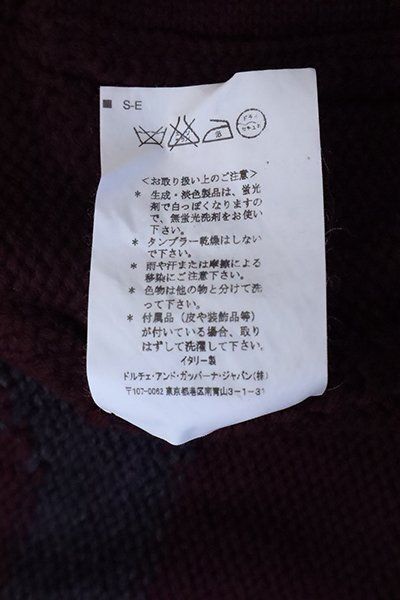 ■ S-E
ドライ
セキユ系
＜お取り扱い上のご注意＞
* 生成・淡色製品は、蛍光
剤で白っぽくなりますの
で、無蛍光洗剤をお使い
下さい。
* タンブラー乾燥はしない
で下さい。
* 雨や汗または摩擦による
移染にご注意下さい。
* 色物は他の物と分けて洗
って下さい。
* 付属品（皮や装飾品等）
が付いている場合、取り
はずして洗濯して下さい。
イタリー製
ドルチェ・アンド・ガッバーナ・ジャパン(株)
〒107-0062 東京都港区南青山3-1-31